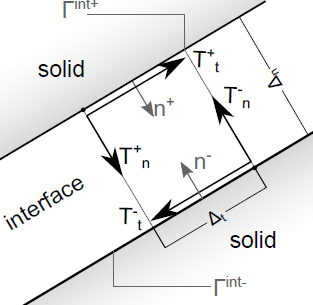 Γint+
solid
T+t
n+
T-n
Δn
T+n
n-
interface
T-t
Δt
solid
Γint-